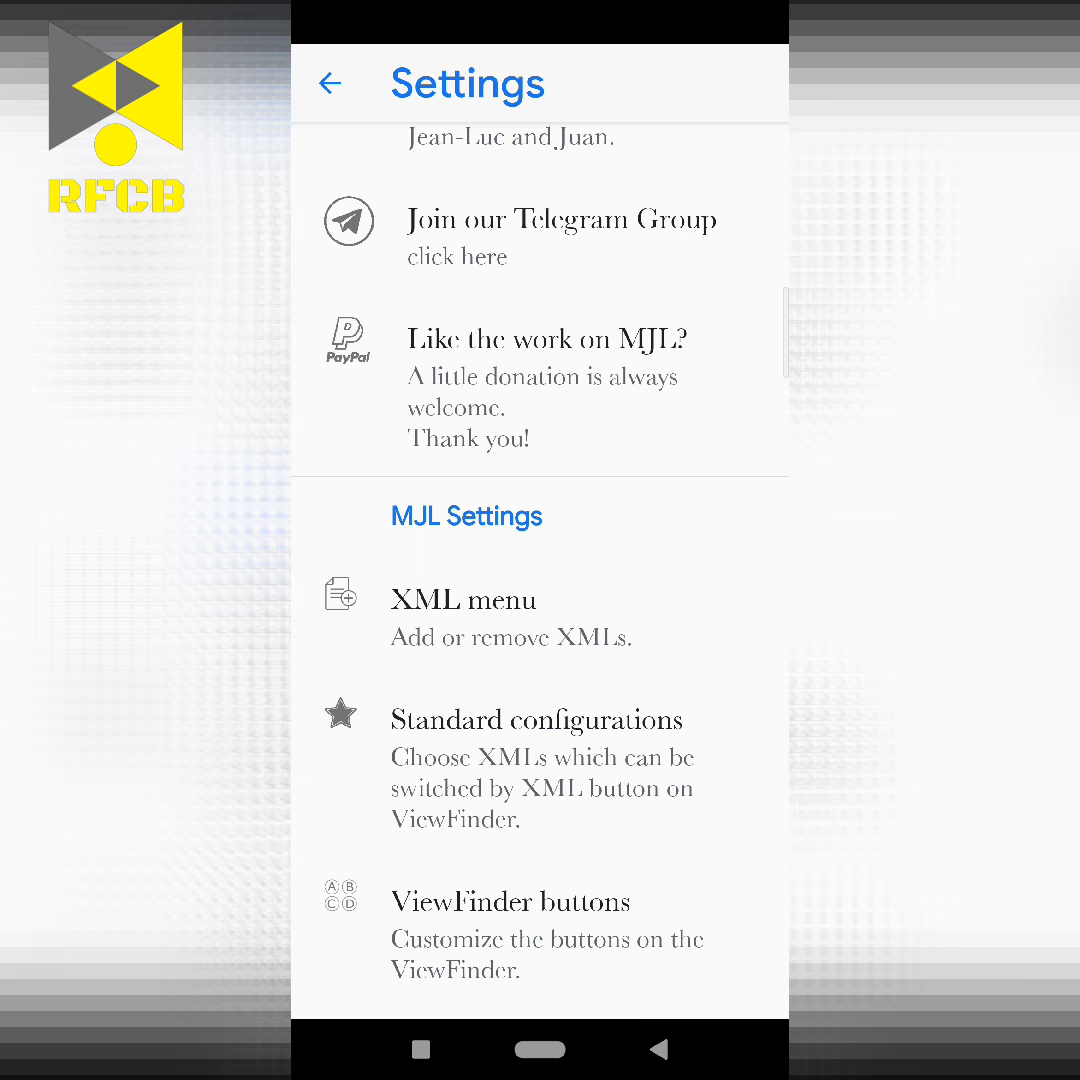 RFCB
Settings
Jean-Luc and Juan.
Join our Telegram Group
click here
PayPal
Like the work on MJL?
A little donation is always
welcome.
Thank you!
MJL Settings
XML menu
Add or remove XMLs.
Standard configurations
Choose XMLs which can be
switched by XML button on
ViewFinder.
A B
C D
ViewFinder buttons
Customize the buttons on the
ViewFinder.